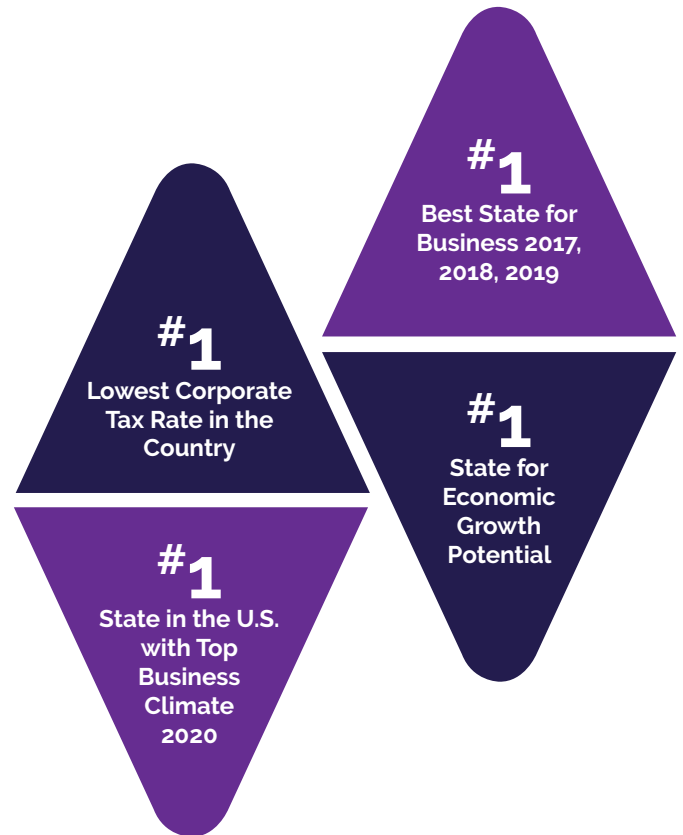 #1
Best State for
Business 2017,
2018, 2019
#1
Lowest Corporate
Tax Rate in the
Country
#1
State for
Economic
Growth
Potential
#1
State in the U.S.
with Top
Business
Climate
2020